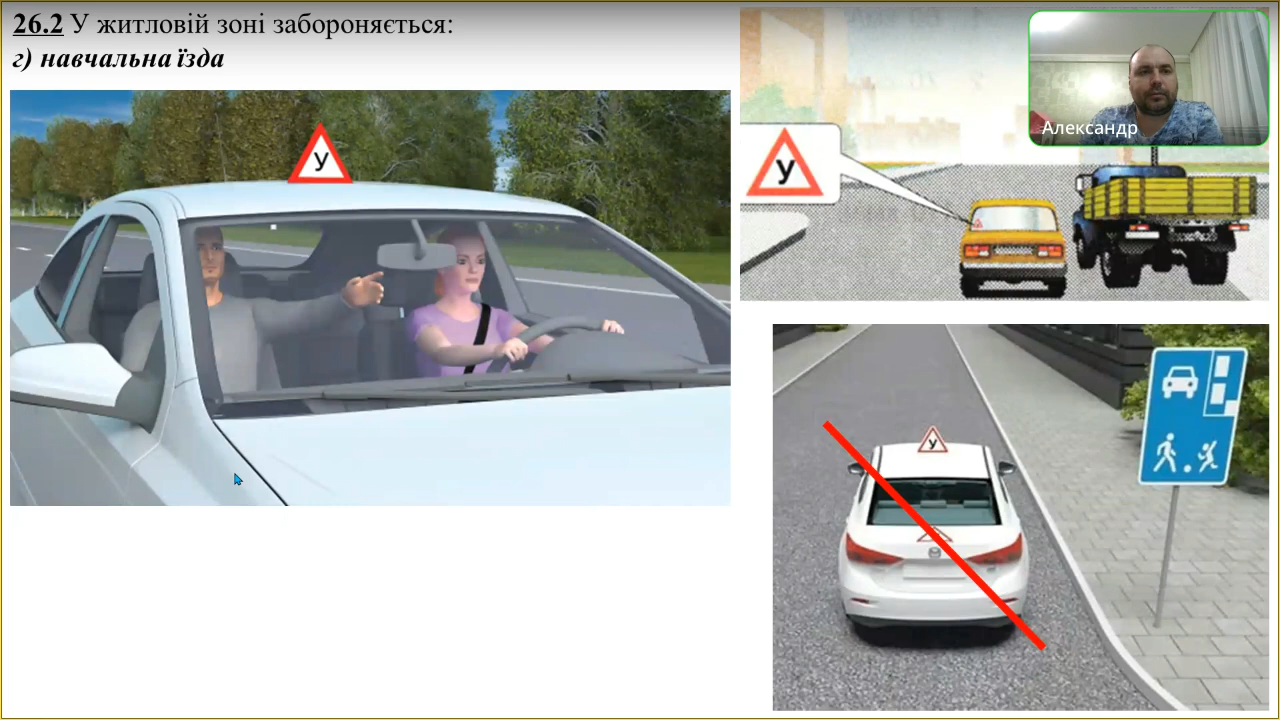 26.2 У житловій зоні забороняється:
г) навчальна їзда
У
У
Александр
У